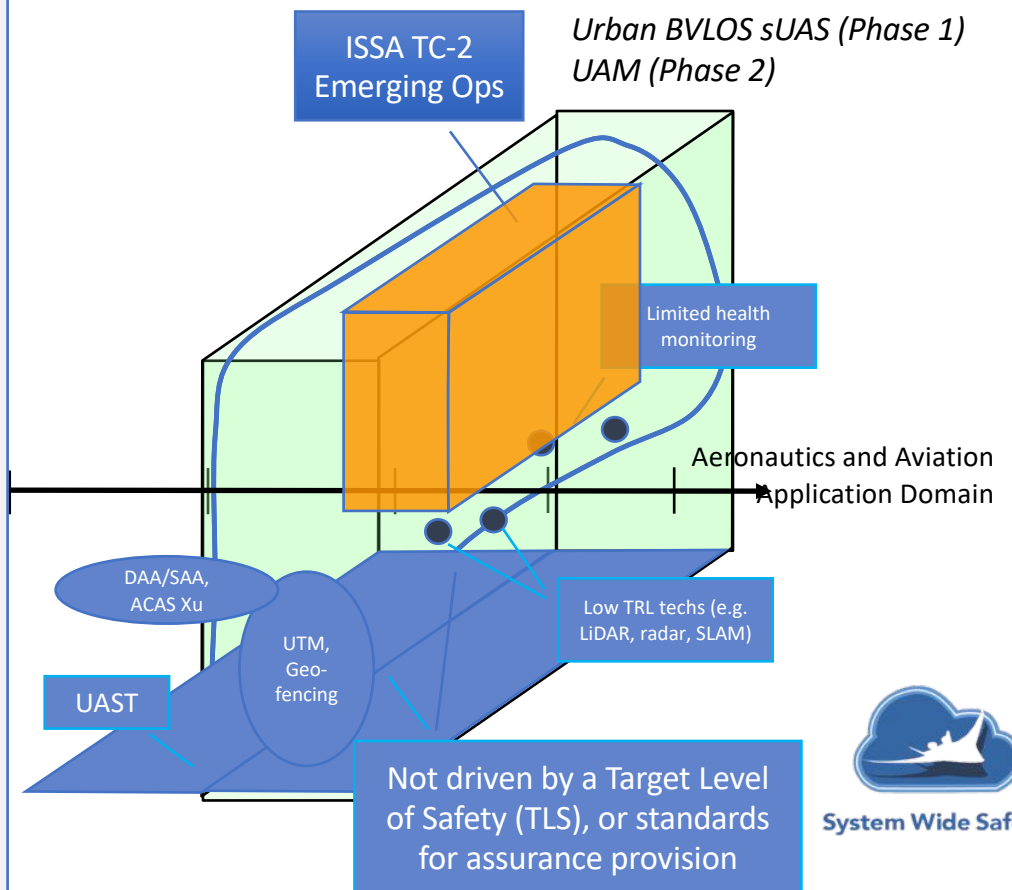 ISSA TC-2
Emerging Ops
Urban BVLOS sUAS (Phase 1)
UAM (Phase 2)
Limited health
monitoring
Aeronautics and Aviation
Application Domain
DAA/SAA,
ACAS Xu
UTM,
Geo-
fencing
Low TRL techs (e.g.
LiDAR, radar, SLAM)
UAST
Not driven by a Target Level
of Safety (TLS), or standards
for assurance provision
System Wide Saf